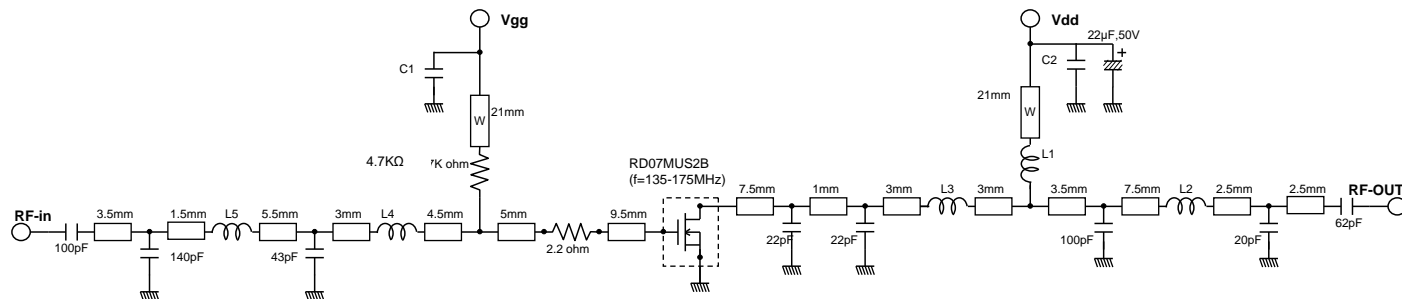 Vgg
Vdd
22µF,50V
+
C1
C2
21mm
W
21mm
W
4.7KΩ
K ohm
L1
RD07MUS2B
(f=135-175MHz)
RF-in
3.5mm
1.5mm
L5
5.5mm
3mm
L4
4.5mm
5mm
9.5mm
7.5mm
1mm
3mm
L3
3mm
3.5mm
7.5mm
L2
2.5mm
2.5mm
RF-OUT
100pF
140pF
43pF
2.2 ohm
22pF
22pF
100pF
20pF
62pF